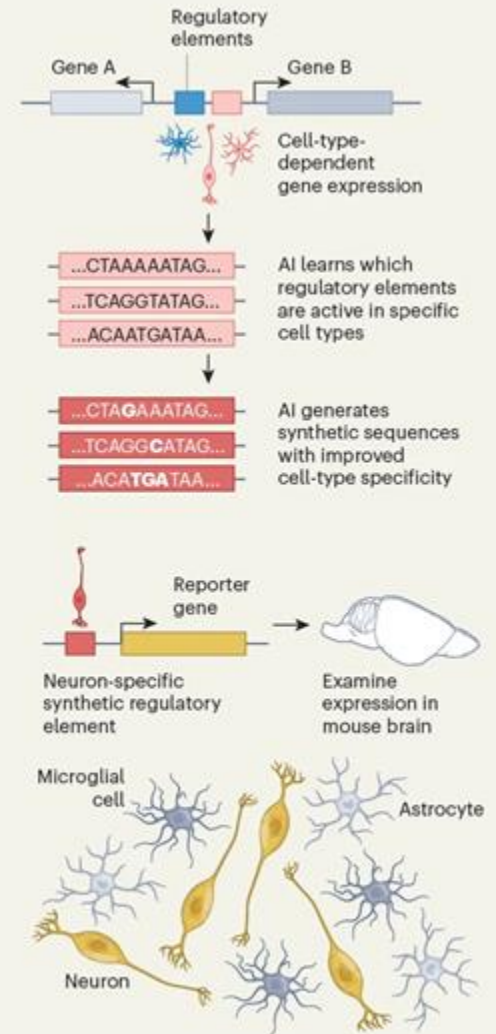 Regulatory
elements
Gene A
Gene B
Cell-type-
dependent
gene expression
...CTAAAAATAG...
...TCAGGTATAG...
...ACAATGATAA...
AI learns which
regulatory elements
are active in specific
cell types
...CTAGAAATAG...
...TCAGGCATAG...
...ACATGATAA...
AI generates
synthetic sequences
with improved
cell-type specificity
Reporter
gene
Neuron-specific
synthetic regulatory
element
Examine
expression in
mouse brain
Microglial
cell
Astrocyte
Neuron